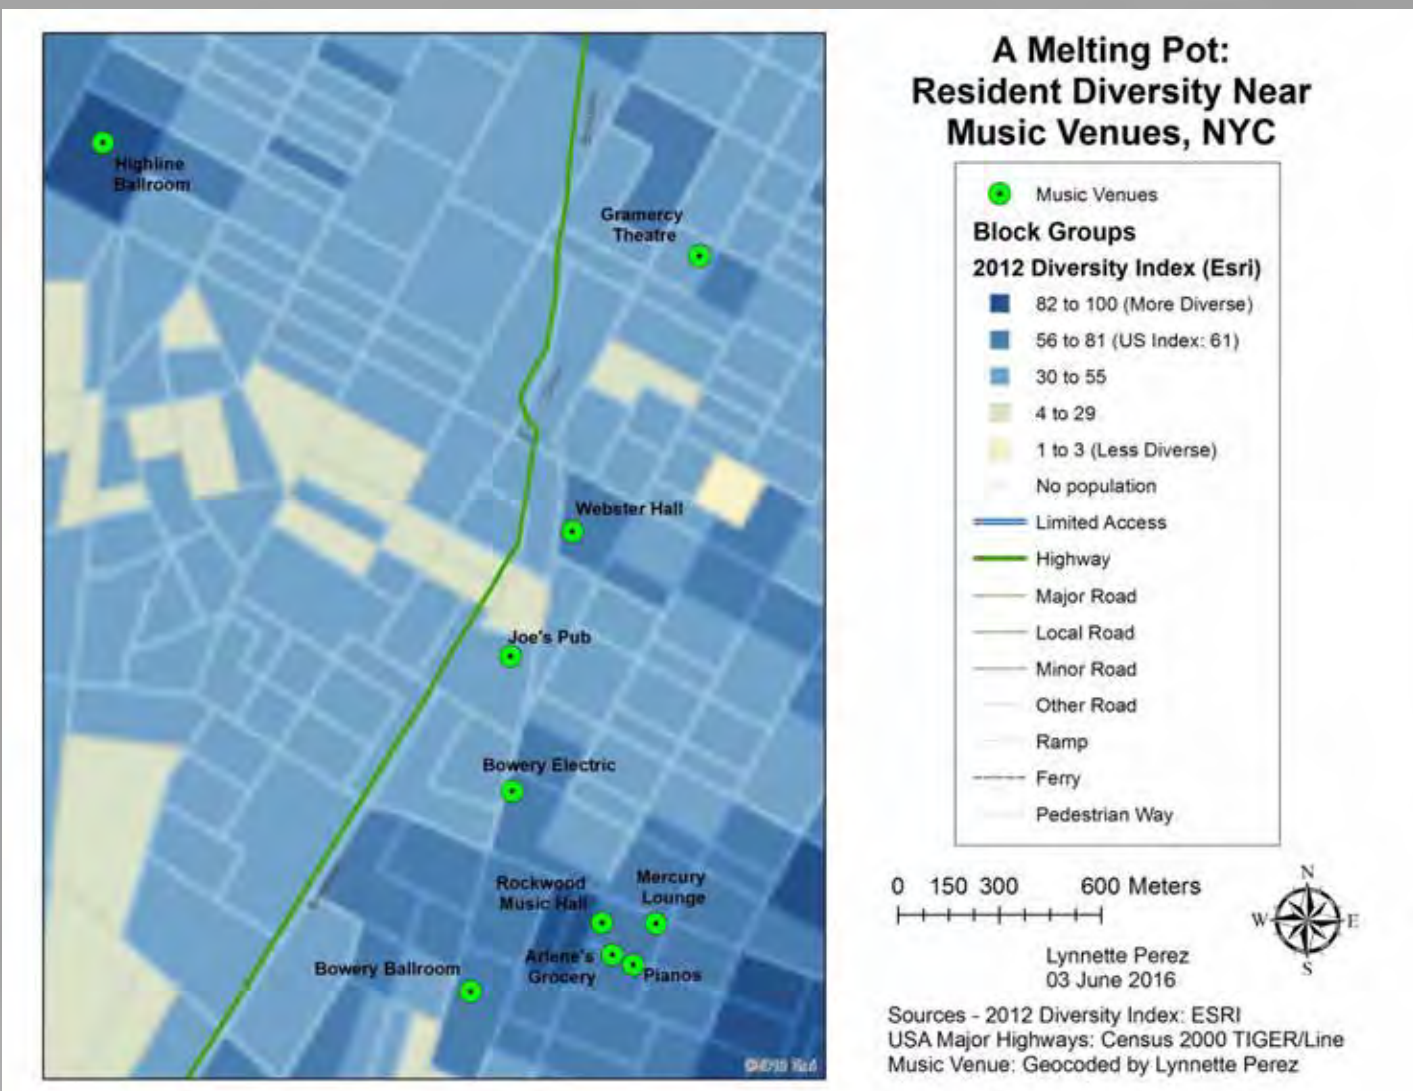 A Melting Pot:
Resident Diversity Near
Music Venues, NYC
Music Venues
Block Groups
2012 Diversity Index (Esri)
82 to 100 (More Diverse)
56 to 81 (US Index: 61)
30 to 55
4 to 29
1 to 3 (Less Diverse)
No population
Limited Access
Highway
Major Road
Local Road
Minor Road
Other Road
Ramp
Ferry
Pedestrian Way
Highline
Ballroom
Gramercy
Theatre
Webster Hall
Joe's Pub
Bowery Electric
Rockwood
Music Hall
Mercury
Lounge
Arlene's
Grocery
Pianos
Bowery Ballroom
0 150 300 600 Meters
N
W E
S
Lynnette Perez
03 June 2016
Sources - 2012 Diversity Index: ESRI
USA Major Highways: Census 2000 TIGER/Line
Music Venue: Geocoded by Lynnette Perez